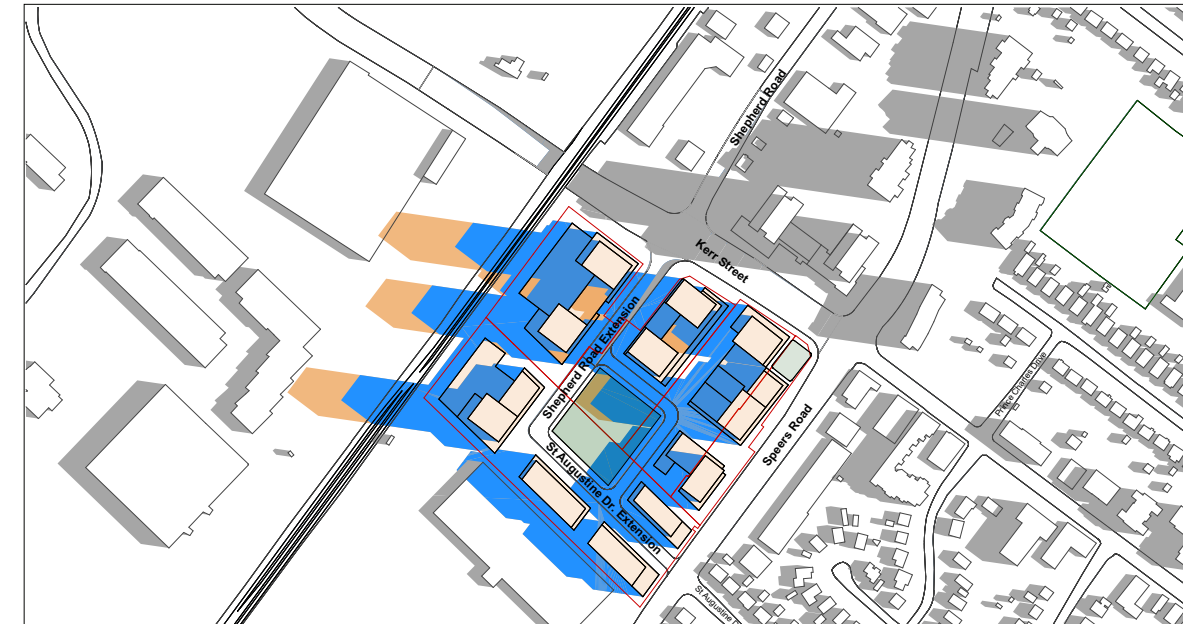 Shepherd Road
Kerr Street
Shepherd Road Extension
Prince Charles Drive
Speers Road
St Augustine Dr. Extension
St Augustine